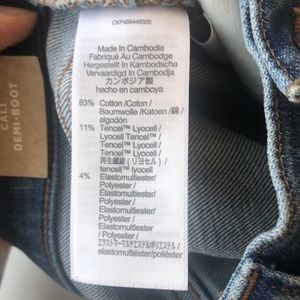 CKP459449320
Made In Cambodia
Fabriqué Au Cambodge
Hergestellt In Kambodscha
Vervaardigd In Cambodja
カンボジア製
hecho en camboya
83% Cotton /Coton /
Baumwolle /Katoen /綿 /
algodón
11% Tencel™ Lyocell/
Lyocell Tencel™ /
Tencel™ Lyocell /
Tencel™ Lyocell /
再生繊維 ( リヨセル ) /
tencel™ lyocell
4% Elastomultiester/
Polyester /
Elastomultiester/
Polyester /
Elastomultiester/
Polyester /
Elastomultiester /
Polyester /
エラストマーマルチエステル/ポリエステル /
elastomultiéster/poliéster
CALI
DEMI-BOOT